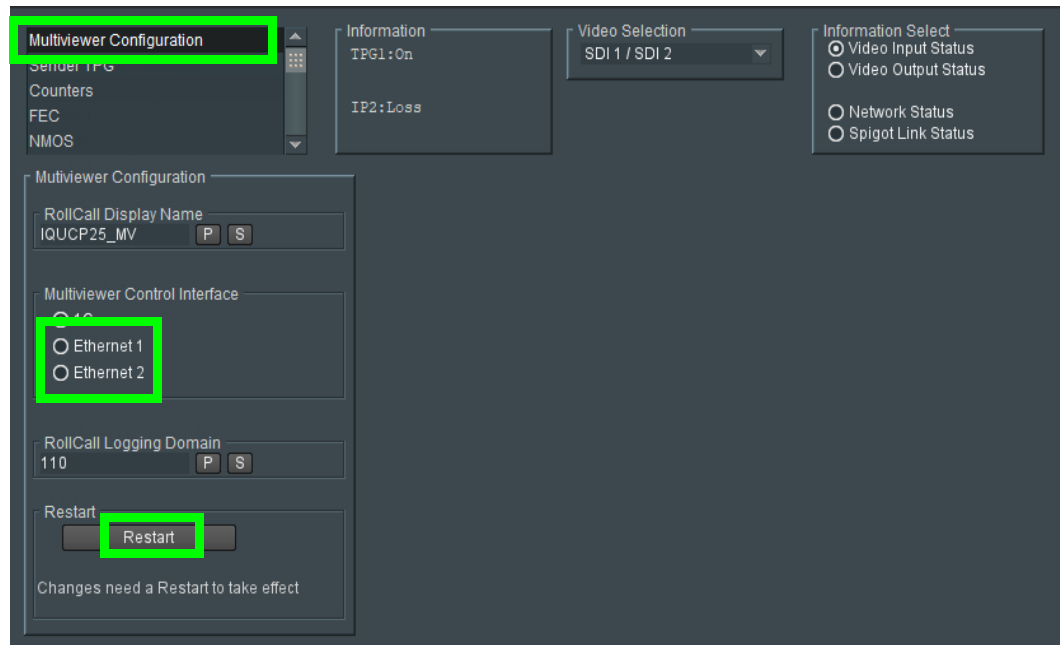 Multiviewer Configuration
Sender TPG
Counters
FEC
NMOS
Information
TPG1:On
IP2:Loss
Video Selection
SDI 1 / SDI 2
Information Select
Video Input Status
Video Output Status
Network Status
Spigot Link Status
Mutiviewer Configuration
RollCall Display Name
IQUCP25_MV P S
Multiviewer Control Interface
Ethernet 1
Ethernet 2
RollCall Logging Domain
110 P S
Restart
Restart
Changes need a Restart to take effect